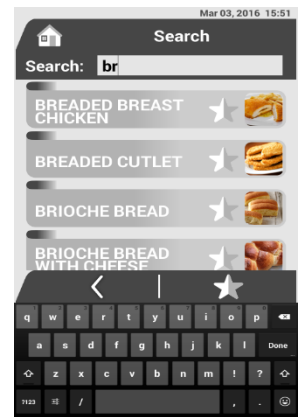 Mar 03, 2016 15:51
Search
Search: br
BREADED BREAST
CHICKEN
BREADED CUTLET
BRIOCHE BREAD
BRIOCHE BREAD
WITH CHEESE
q w e r t y u i o p
a s d f g h j k l Done
z x c v b n m ! ?
?123 / , .